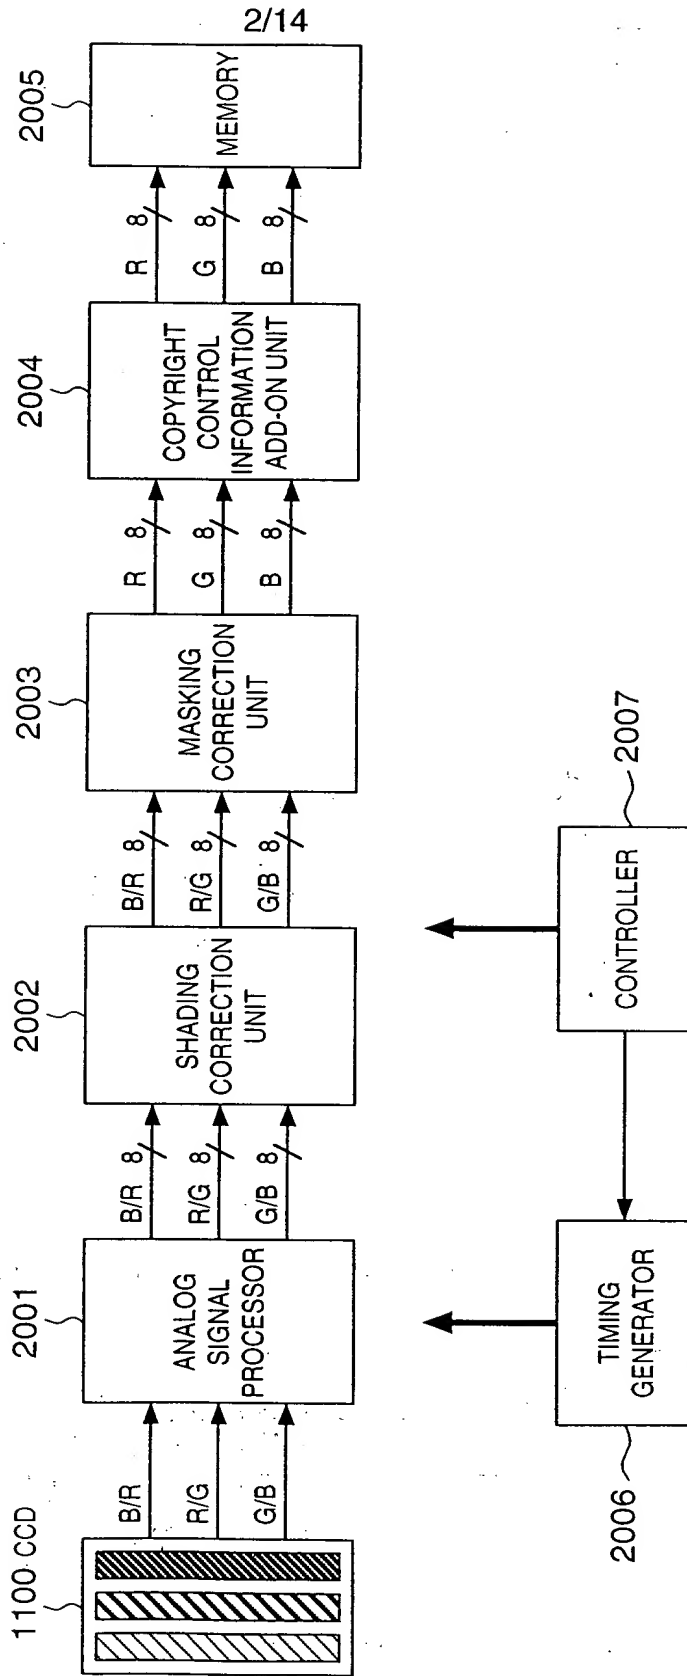 2/14
1100 CCD
B/R
R/G
G/B
2001
ANALOG
SIGNAL
PROCESSOR
B/R 8
R/G 8
G/B 8
2002
SHADING
CORRECTION
UNIT
B/R 8
R/G 8
G/B 8
2003
MASKING
CORRECTION
UNIT
R 8
G 8
B 8
2004
COPYRIGHT
CONTROL
INFORMATION
ADD-ON UNIT
R 8
G 8
B 8
2005
MEMORY
2006
TIMING
GENERATOR
CONTROLLER
2007